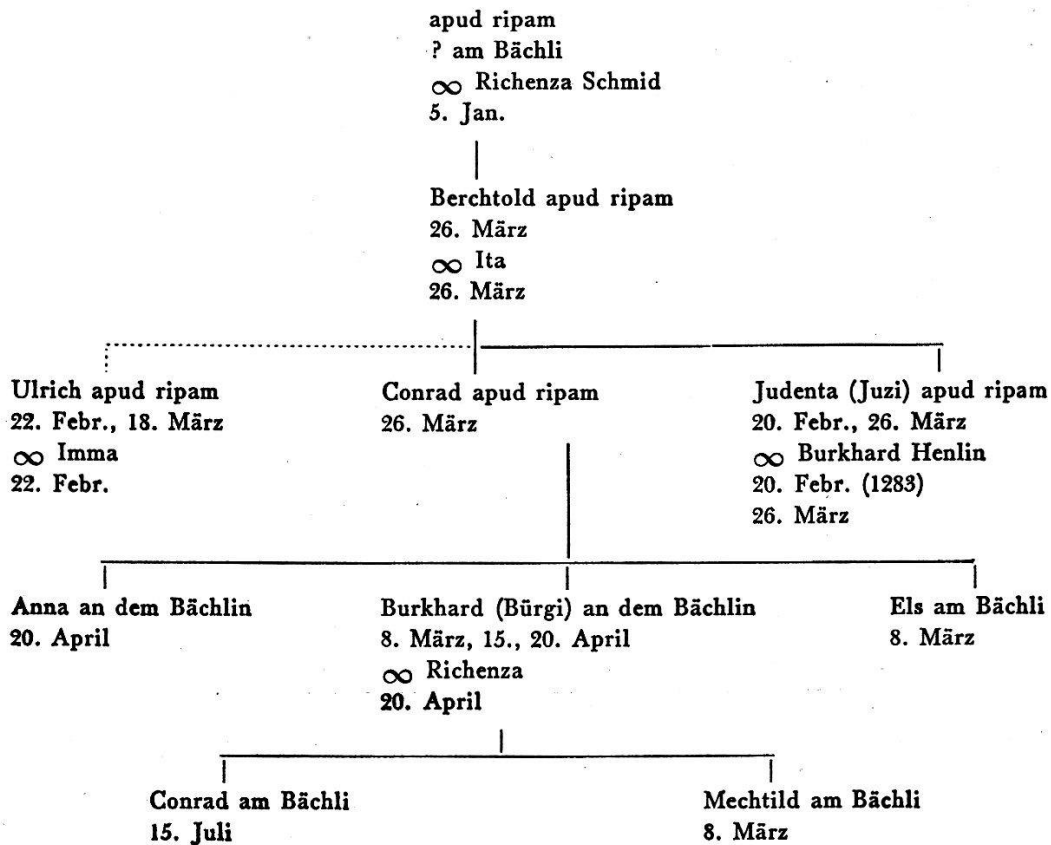 apud ripam
? am Bächli
∞ Richenza Schmid
5. Jan.
Berchtold apud ripam
26. März
∞ Ita
26. März
Ulrich apud ripam
22. Febr., 18. März
∞ Imma
22. Febr.
Conrad apud ripam
26. März
Judenta (Juzi) apud ripam
20. Febr., 26. März
∞ Burkhard Henlin
20. Febr. (1283)
26. März
Anna an dem Bächlin
20. April
Burkhard (Bürgi) an dem Bächlin
8. März, 15., 20. April
∞ Richenza
20. April
Els am Bächli
8. März
Conrad am Bächli
15. Juli
Mechtild am Bächli
8. März